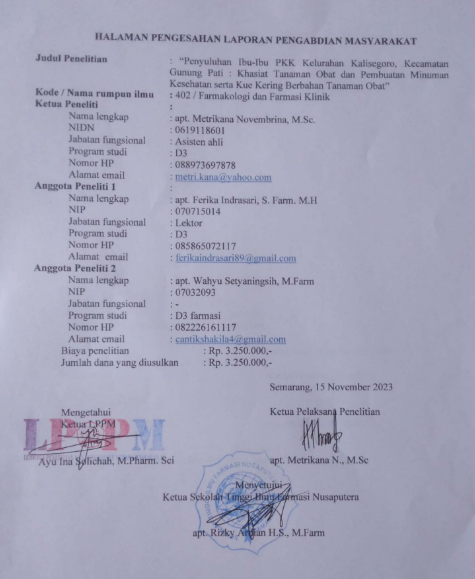 HALAMAN PENGESAHAN LAPORAN PENGABDIAN MASYARAKAT
Judul Penelitian : "Penyuluhan Ibu-Ibu PKK Kelurahan Kalisegoro, Kecamatan
Gunung Pati : Khasiat Tanaman Obat dan Pembuatan Minuman
Kesehatan serta Kue Kering Berbahan Tanaman Obat"
Kode / Nama rumpun ilmu : 402 / Farmakologi dan Farmasi Klinik
Ketua Peneliti :
Nama lengkap : apt. Metrikana Novembrina, M.Sc.
NIDN : 0619118601
Jabatan fungsional : Asisten ahli
Program studi : D3
Nomor HP : 088973697878
Alamat email : metri.kana@yahoo.com
Anggota Peneliti 1 :
Nama lengkap : apt. Ferika Indrasari, S. Farm. M.H
NIP : 070715014
Jabatan fungsional : Lektor
Program studi : D3
Nomor HP : 085865072117
Alamat email : ferikaindrasari89@gmail.com
Anggota Peneliti 2
Nama lengkap : apt. Wahyu Setyaningsih, M.Farm
NIP : 07032093
Jabatan fungsional : -
Program studi : D3 farmasi
Nomor HP : 082226161117
Alamat email : cantikshakila4@gmail.com
Biaya penelitian : Rp. 3.250.000,-
Jumlah dana yang diusulkan : Rp. 3.250.000,-
Semarang, 15 November 2023
Mengetahui
Ketua LPPM
Ketua Pelaksana Penelitian
Ayu Ina Solichah, M.Pharm. Sci
apt. Metrikana N., M.Sc
Menyetujui
Ketua Sekolah Tinggi Ilmu Farmasi Nusaputera
apt. Rizky Ardian H.S., M.Farm